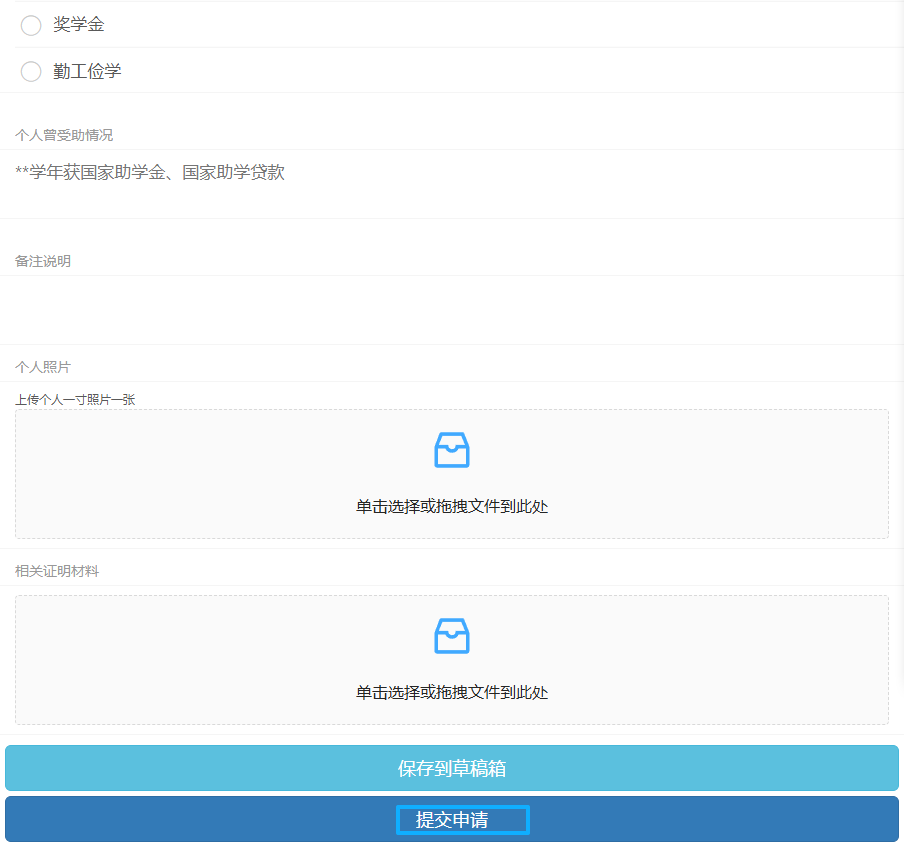 奖学金
勤工俭学
个人曾受助情况
**学年获国家助学金、国家助学贷款
备注说明
个人照片
上传个人一寸照片一张
单击选择或拖拽文件到此处
相关证明材料
单击选择或拖拽文件到此处
保存到草稿箱
提交申请